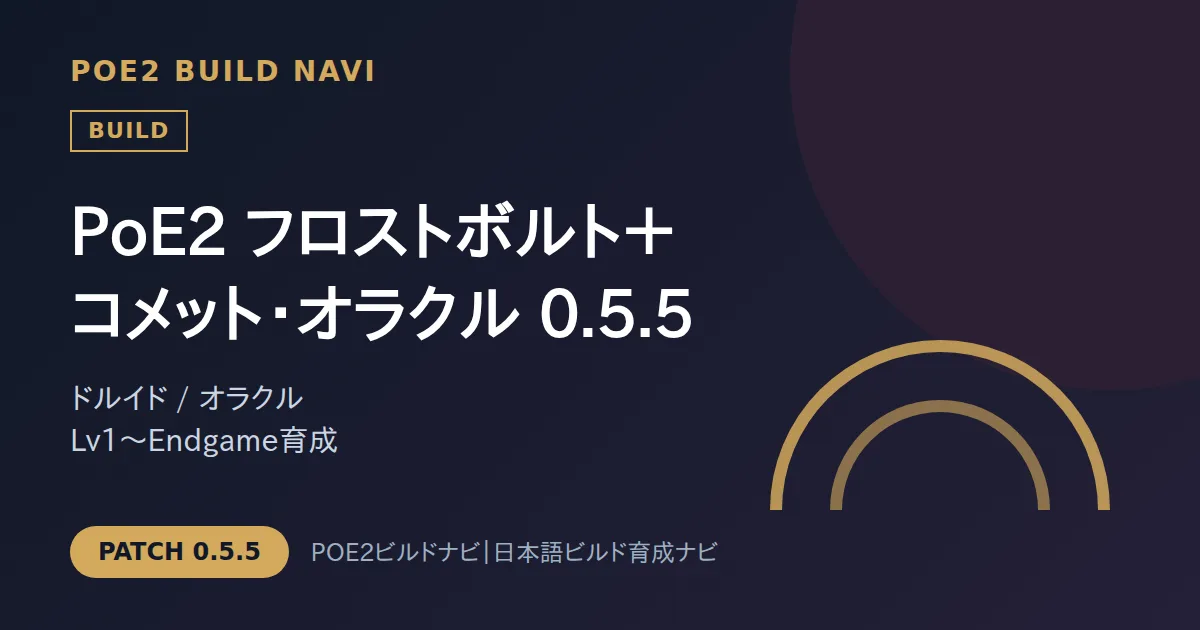 POE2 BUILD NAVI
BUILD
PoE2 フロストボルト＋
コメット・オラクル 0.5.5
ドルイド / オラクル
Lv1〜Endgame育成
PATCH 0.5.5
POE2ビルドナビ|日本語ビルド育成ナビ